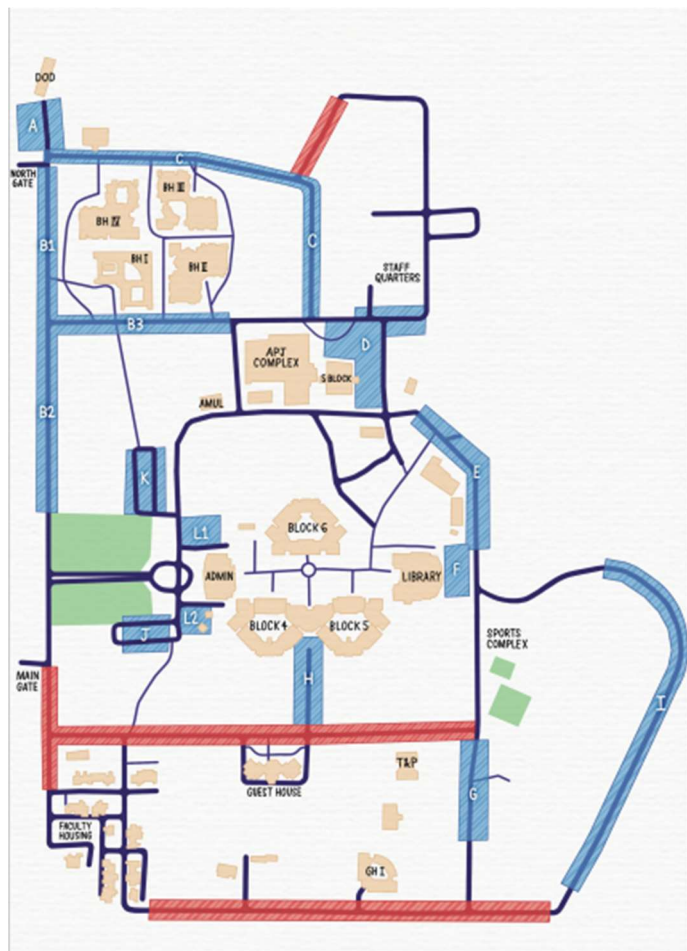 DOD
A
C
NORTH
GATE
BH III
BH IV
B1
C
BH I
BH II
STAFF
QUARTERS
B3
D
APJ
COMPLEX
S BLOCK
AMUL
B2
E
K
L1
BLOCK 6
F
ADMIN
LIBRARY
L2
BLOCK 4
BLOCK 5
J
SPORTS
COMPLEX
MAIN
GATE
H
I
T&P
GUEST HOUSE
G
FACULTY
HOUSING
GH I